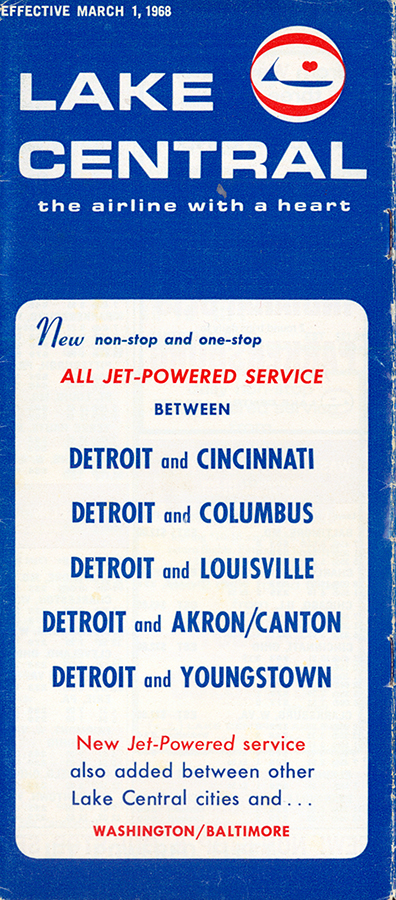 EFFECTIVE MARCH 1, 1968
LAKE
CENTRAL
the airline with a heart
New non-stop and one-stop
ALL JET-POWERED SERVICE
BETWEEN
DETROIT and CINCINNATI
DETROIT and COLUMBUS
DETROIT and LOUISVILLE
DETROIT and AKRON/CANTON
DETROIT and YOUNGSTOWN
New Jet-Powered service
also added between other
Lake Central cities and...
WASHINGTON/BALTIMORE